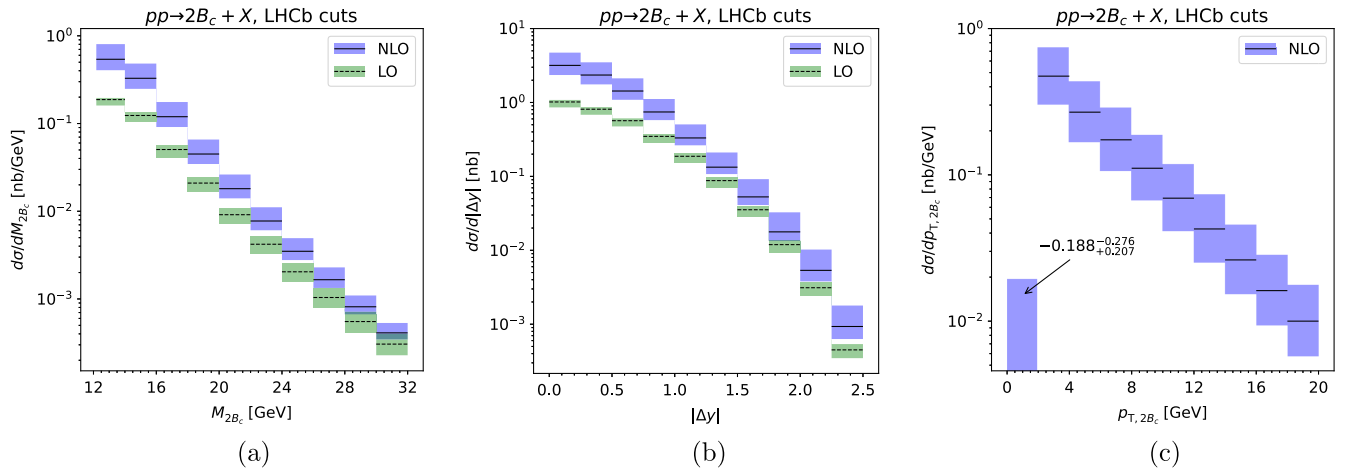 pp→2B_c + X, LHCb cuts
10^0
10^{-1}
10^{-2}
10^{-3}
dσ/dM_{2B_c} [nb/GeV]
NLO
LO
12 16 20 24 28 32
M_{2B_c} [GeV]
(a)
pp→2B_c + X, LHCb cuts
10^1
10^0
10^{-1}
10^{-2}
10^{-3}
dσ/d|Δy| [nb]
NLO
LO
0.0 0.5 1.0 1.5 2.0 2.5
|Δy|
(b)
pp→2B_c + X, LHCb cuts
10^0
10^{-1}
10^{-2}
dσ/dp_{T, 2B_c} [nb/GeV]
NLO
−0.188^{−0.276}_{+0.207}
0 4 8 12 16 20
p_{T, 2B_c} [GeV]
(c)